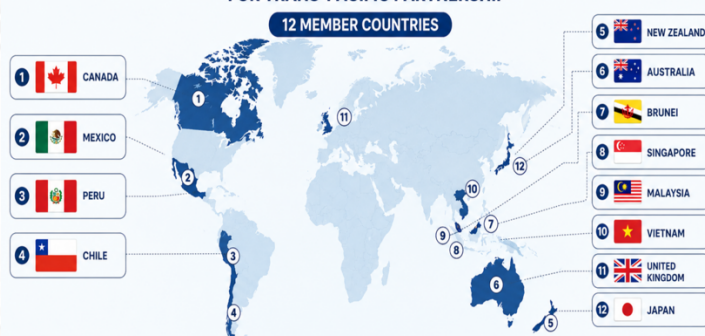 12 MEMBER COUNTRIES
1 CANADA
2 MEXICO
3 PERU
4 CHILE
5 NEW ZEALAND
6 AUSTRALIA
7 BRUNEI
8 SINGAPORE
9 MALAYSIA
10 VIETNAM
11 UNITED
KINGDOM
12 JAPAN
1
2
3
4
11
12
10
7
9
8
6
5